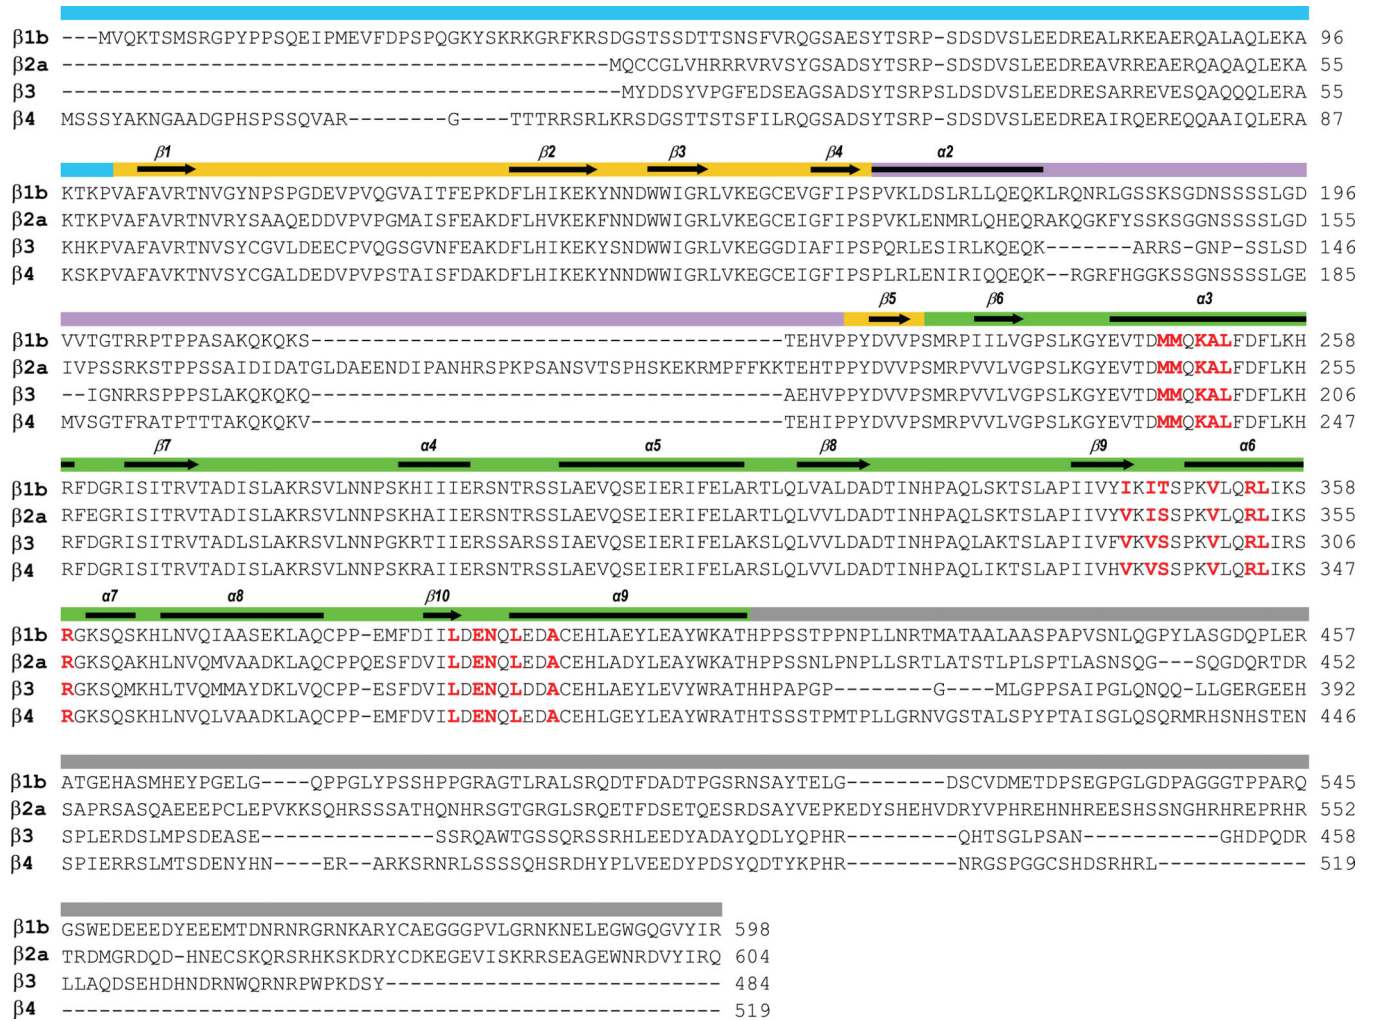 β1b ---MVQKTSMSRGPYPPSQEIPMEVFDPSPQGKYSKRKGRFKRSDGSTSSDTTSNSFVRQGSAESYTSRP-SDSDVSLEEDREALRKEAERQALAQLEKA 96
β2a --------------------------------------------MQCCGLVHRRRVRVSYGSADSYTSRP-SDSDVSLEEDREAVRREAERQAQAQLEKA 55
β3 ---------------------------------------------MYDDSYVPGFEDSEAGSADSYTSRPSLDSDVSLEEDRESARREVESQAQQQLERA 55
β4 MSSSYAKNGAADGPHSPSSQVAR--------G----TTTRRSRLKRSDGSTSTSFILRQGSADSYTSRP-SDSDVSLEEDREAIRQEREQQAAIQLERA 87
β1 β2 β3 β4 α2
β1b KTKPVAFAVRTNVGYNPSPGDEVPVQGVAITFEPKDFLHIKEKYNNDWWIGRLVKEGCEVGFIPSPVKLDSLRLLQEQKLRQNRLGSSKSGDNSSSSLGD 196
β2a KTKPVAFAVRTNVRYSAAQEDDVPVPGMAISFEAKDFLHVKEKFNNDWWIGRLVKEGCEIGFIPSPVKLENMRLQHEQRAKQGKFYSSKSGGNSSSSLGD 155
β3 KHKPVAFAVRTNVSYCGVLDEECPVQGSGVNFEAKDFLHIKEKYSNDWWIGRLVKEGGDIAFIPSPQRLESIRLKQEQK-------ARRS-GNP-SSLSD 146
β4 KSKPVAFAVKTNVSYCGALDEDVPVPSTAISFDAKDFLHIKEKYNNDWWIGRLVKEGCEIGFIPSPLRLENIRIQQEQK--RGRFHGGKSSGNSSSSLGE 185
β5 β6 α3
β1b VVTGTRRPTPPASAKQKQKS--------------------------------------TEHVPPYDVVPSMRPIILVGPSLKGYEVTDMMQKALFDFLKH 258
β2a IVPSSRKSTPPSSAIDIDATGLDAEENDIPANHRSPKPSANSVTSPHSKEKRMPFFKKTEHTPPYDVVPSMRPVVLVGPSLKGYEVTDMMQKALFDFLKH 255
β3 --IGNRRSPPPSLAKQKQKQ--------------------------------------AEHVPPYDVVPSMRPVVLVGPSLKGYEVTDMMQKALFDFLKH 206
β4 MVSGTFRATPTTTAKQKQKV--------------------------------------TEHIPPYDVVPSMRPVVLVGPSLKGYEVTDMMQKALFDFLKH 247
β7 α4 α5 β8 β9 α6
β1b RFDGRISITRVTADISLAKRSVLNNPSKHIIIERSNTRSSLAEVQSEIERIFELARTLQLVALDADTINHPAQLSKTSLAPIIVYIKITSPKVLQRLIKS 358
β2a RFEGRISITRVTADISLAKRSVLNNPSKHAIIERSNTRSSLAEVQSEIERIFELARTLQLVVLDADTINHPAQLSKTSLAPIIVYVKISSPKVLQRLIKS 355
β3 RFDGRISITRVTADLSLAKRSVLNNPGKRTIIERSSARSSIAEVQSEIERIFELAKSLQLVVLDADTINHPAQLAKTSLAPIIVFVKVSSPKVLQRLIRS 306
β4 RFDGRISITRVTADISLAKRSVLNNPSKRAIIERSNTRSSLAEVQSEIERIFELARSLQLVVLDADTINHPAQLIKTSLAPIIVHVKVSSPKVLQRLIKS 347
α7 α8 β10 α9
β1b RGKSQSKHLNVQIAASEKLAQCPP-EMFDIILDENQLEDACEHLAEYLEAYWKATHPPSSTPPNPLLNRTMATAALAASPAPVSNLQGPYLASGDQPLER 457
β2a RGKSQAKHLNVQMVAADKLAQCPPQESFDVILDENQLEDACEHLADYLEAYWKATHPPSSNLPNPLLSRTLATSTLPLSPTLASNSQG---SQGDQRTDR 452
β3 RGKSQMKHLTVQMMAYDKLVQCPP-ESFDVILDENQLDDACEHLAEYLEVYWRATHHPAPGP--------G----MLGPPSAIPGLQNQQ-LLGERGEEH 392
β4 RGKSQSKHLNVQLVAADKLAQCPP-EMFDVILDENQLEDACEHLGEYLEAYWRATHTSSSTPMTPLLGRNVGSTALSPYPTAISGLQSQRMRHSNHSTEN 446
β1b ATGEHASMHEYPGELG----QPPGLYPSSHPPGRAGTLRALSRQDTFDADTPGSRNSAYTELG--------DSCVDMETDPSEGPGLGDPAGGGTPPARQ 545
β2a SAPRSASQAEEEPCLEPVKKSQHRSSSATHQNHRSGTGRGLSRQETFDSETQESRDSAYVEPKEDYSHEHVDRYVPHREHNHREESHSSNGHRHREPRHR 552
β3 SPLERDSLMPSDEASE--------------SSRQAWTGSSQRSSRHLEEDYADAYQDLYQPHR---------QHTSGLPSAN-----------GHDPQDR 458
β4 SPIERRSLMTSDENYHN----ER--ARKSRNRLSSSSQHSRDHYPLVEEDYPDSYQDTYKPHR---------NRGSPGGCSHDSRHRL------------ 519
β1b GSWEDEEEDYEEEMTDNRNRGRNKARYCAEGGGPVLGRNKNELEGWGQGVYIR 598
β2a TRDMGRDQD-HNECSKQRSRHKSKDRYCDKEGEVISKRRSEAGEWNRDVYIRQ 604
β3 LLAQDSEHDHNDRNWQRNRPWPKDSY--------------------------- 484
β4 ----------------------------------------------------- 519